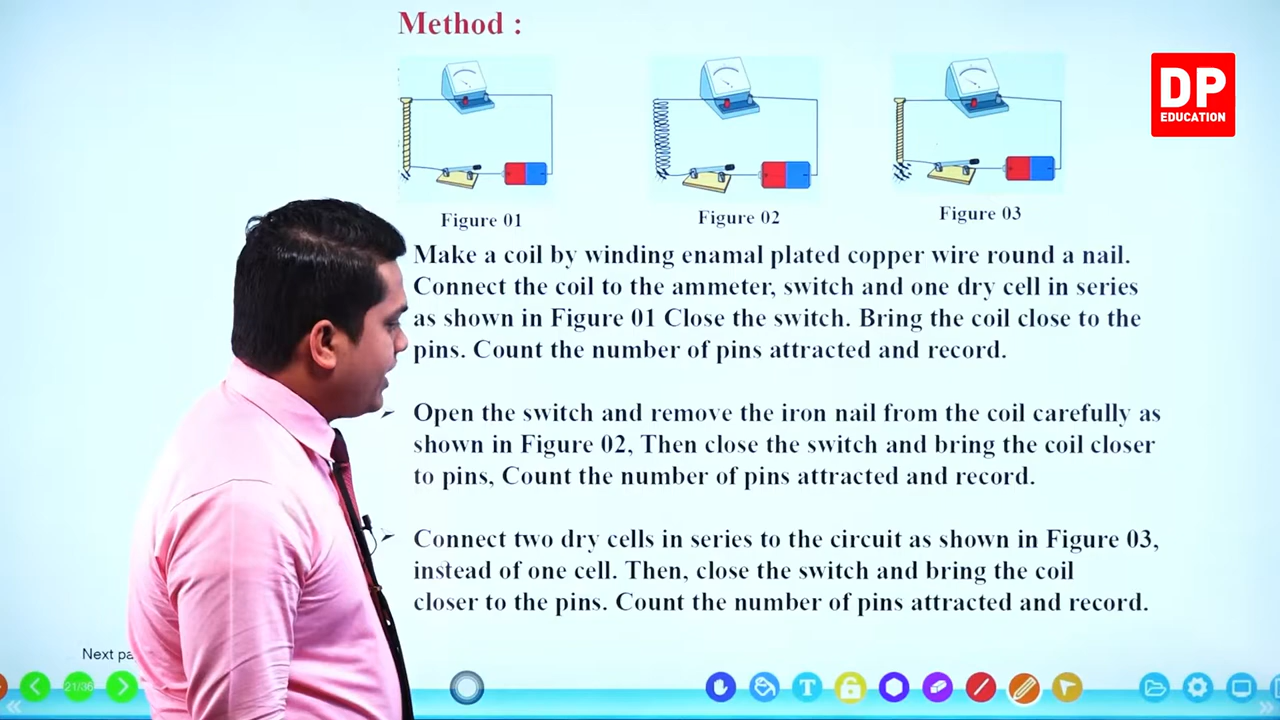 Method :
DP
EDUCATION
Figure 01
Figure 02
Figure 03
Make a coil by winding enamal plated copper wire round a nail.
Connect the coil to the ammeter, switch and one dry cell in series
as shown in Figure 01 Close the switch. Bring the coil close to the
pins. Count the number of pins attracted and record.
Open the switch and remove the iron nail from the coil carefully as
shown in Figure 02, Then close the switch and bring the coil closer
to pins, Count the number of pins attracted and record.
Connect two dry cells in series to the circuit as shown in Figure 03,
instead of one cell. Then, close the switch and bring the coil
closer to the pins. Count the number of pins attracted and record.
Next pa
21/36
T